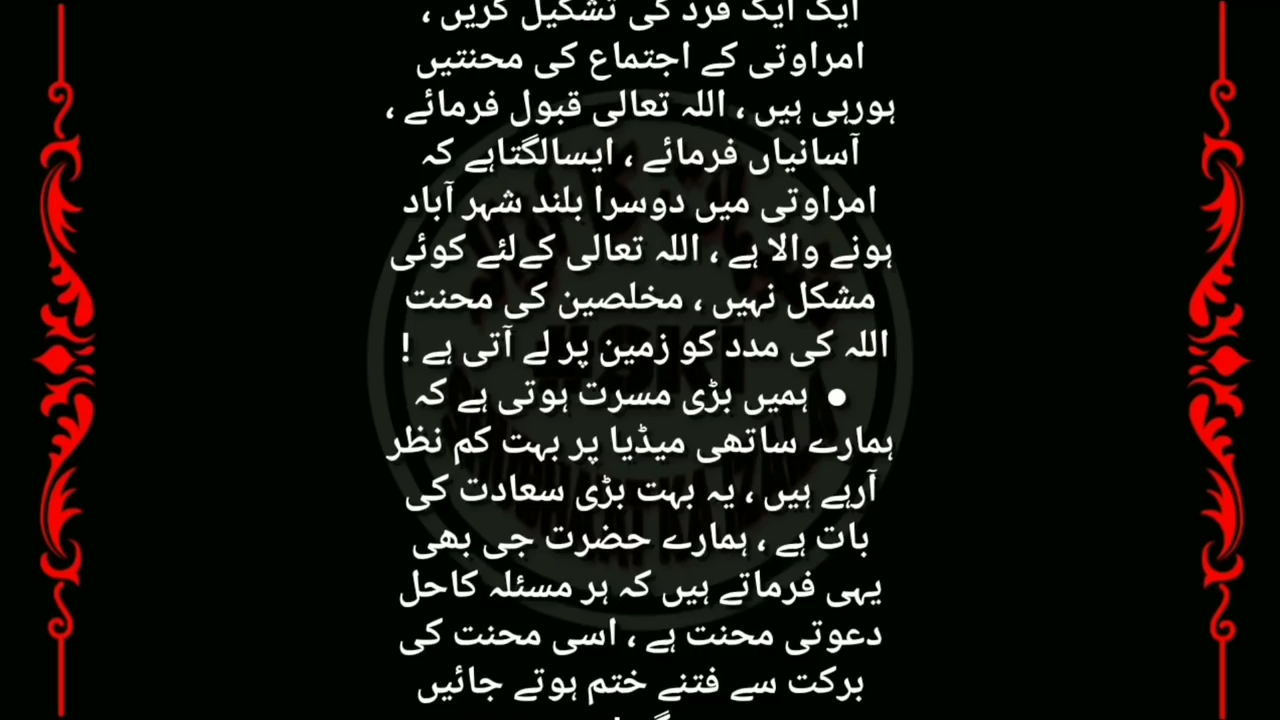 ایک ایک فرد کی تشکیل کریں ،
امراوتی کے اجتماع کی محنتیں
ہورہی ہیں ، اللہ تعالی قبول فرمائے ،
آسانیاں فرمائے ، ایسالگتاہے کہ
امراوتی میں دوسرا بلند شہر آباد
ہونے والا ہے ، اللہ تعالی کےلئے کوئی
مشکل نہیں ، مخلصین کی محنت
اللہ کی مدد کو زمین پر لے آتی ہے !
● ہمیں بڑی مسرت ہوتی ہے کہ
ہمارے ساتھی میڈیا پر بہت کم نظر
آرہے ہیں ، یہ بہت بڑی سعادت کی
بات ہے ، ہمارے حضرت جی بھی
یہی فرماتے ہیں کہ ہر مسئلہ کاحل
دعوتی محنت ہے ، اسی محنت کی
برکت سے فتنے ختم ہوتے جائیں